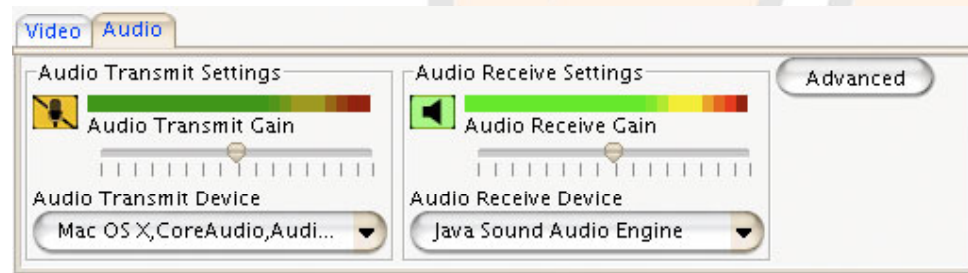 Video Audio
Audio Transmit Settings
Audio Transmit Gain
Audio Transmit Device
Mac OS X,CoreAudio,Audi...
Audio Receive Settings
Audio Receive Gain
Audio Receive Device
Java Sound Audio Engine
Advanced